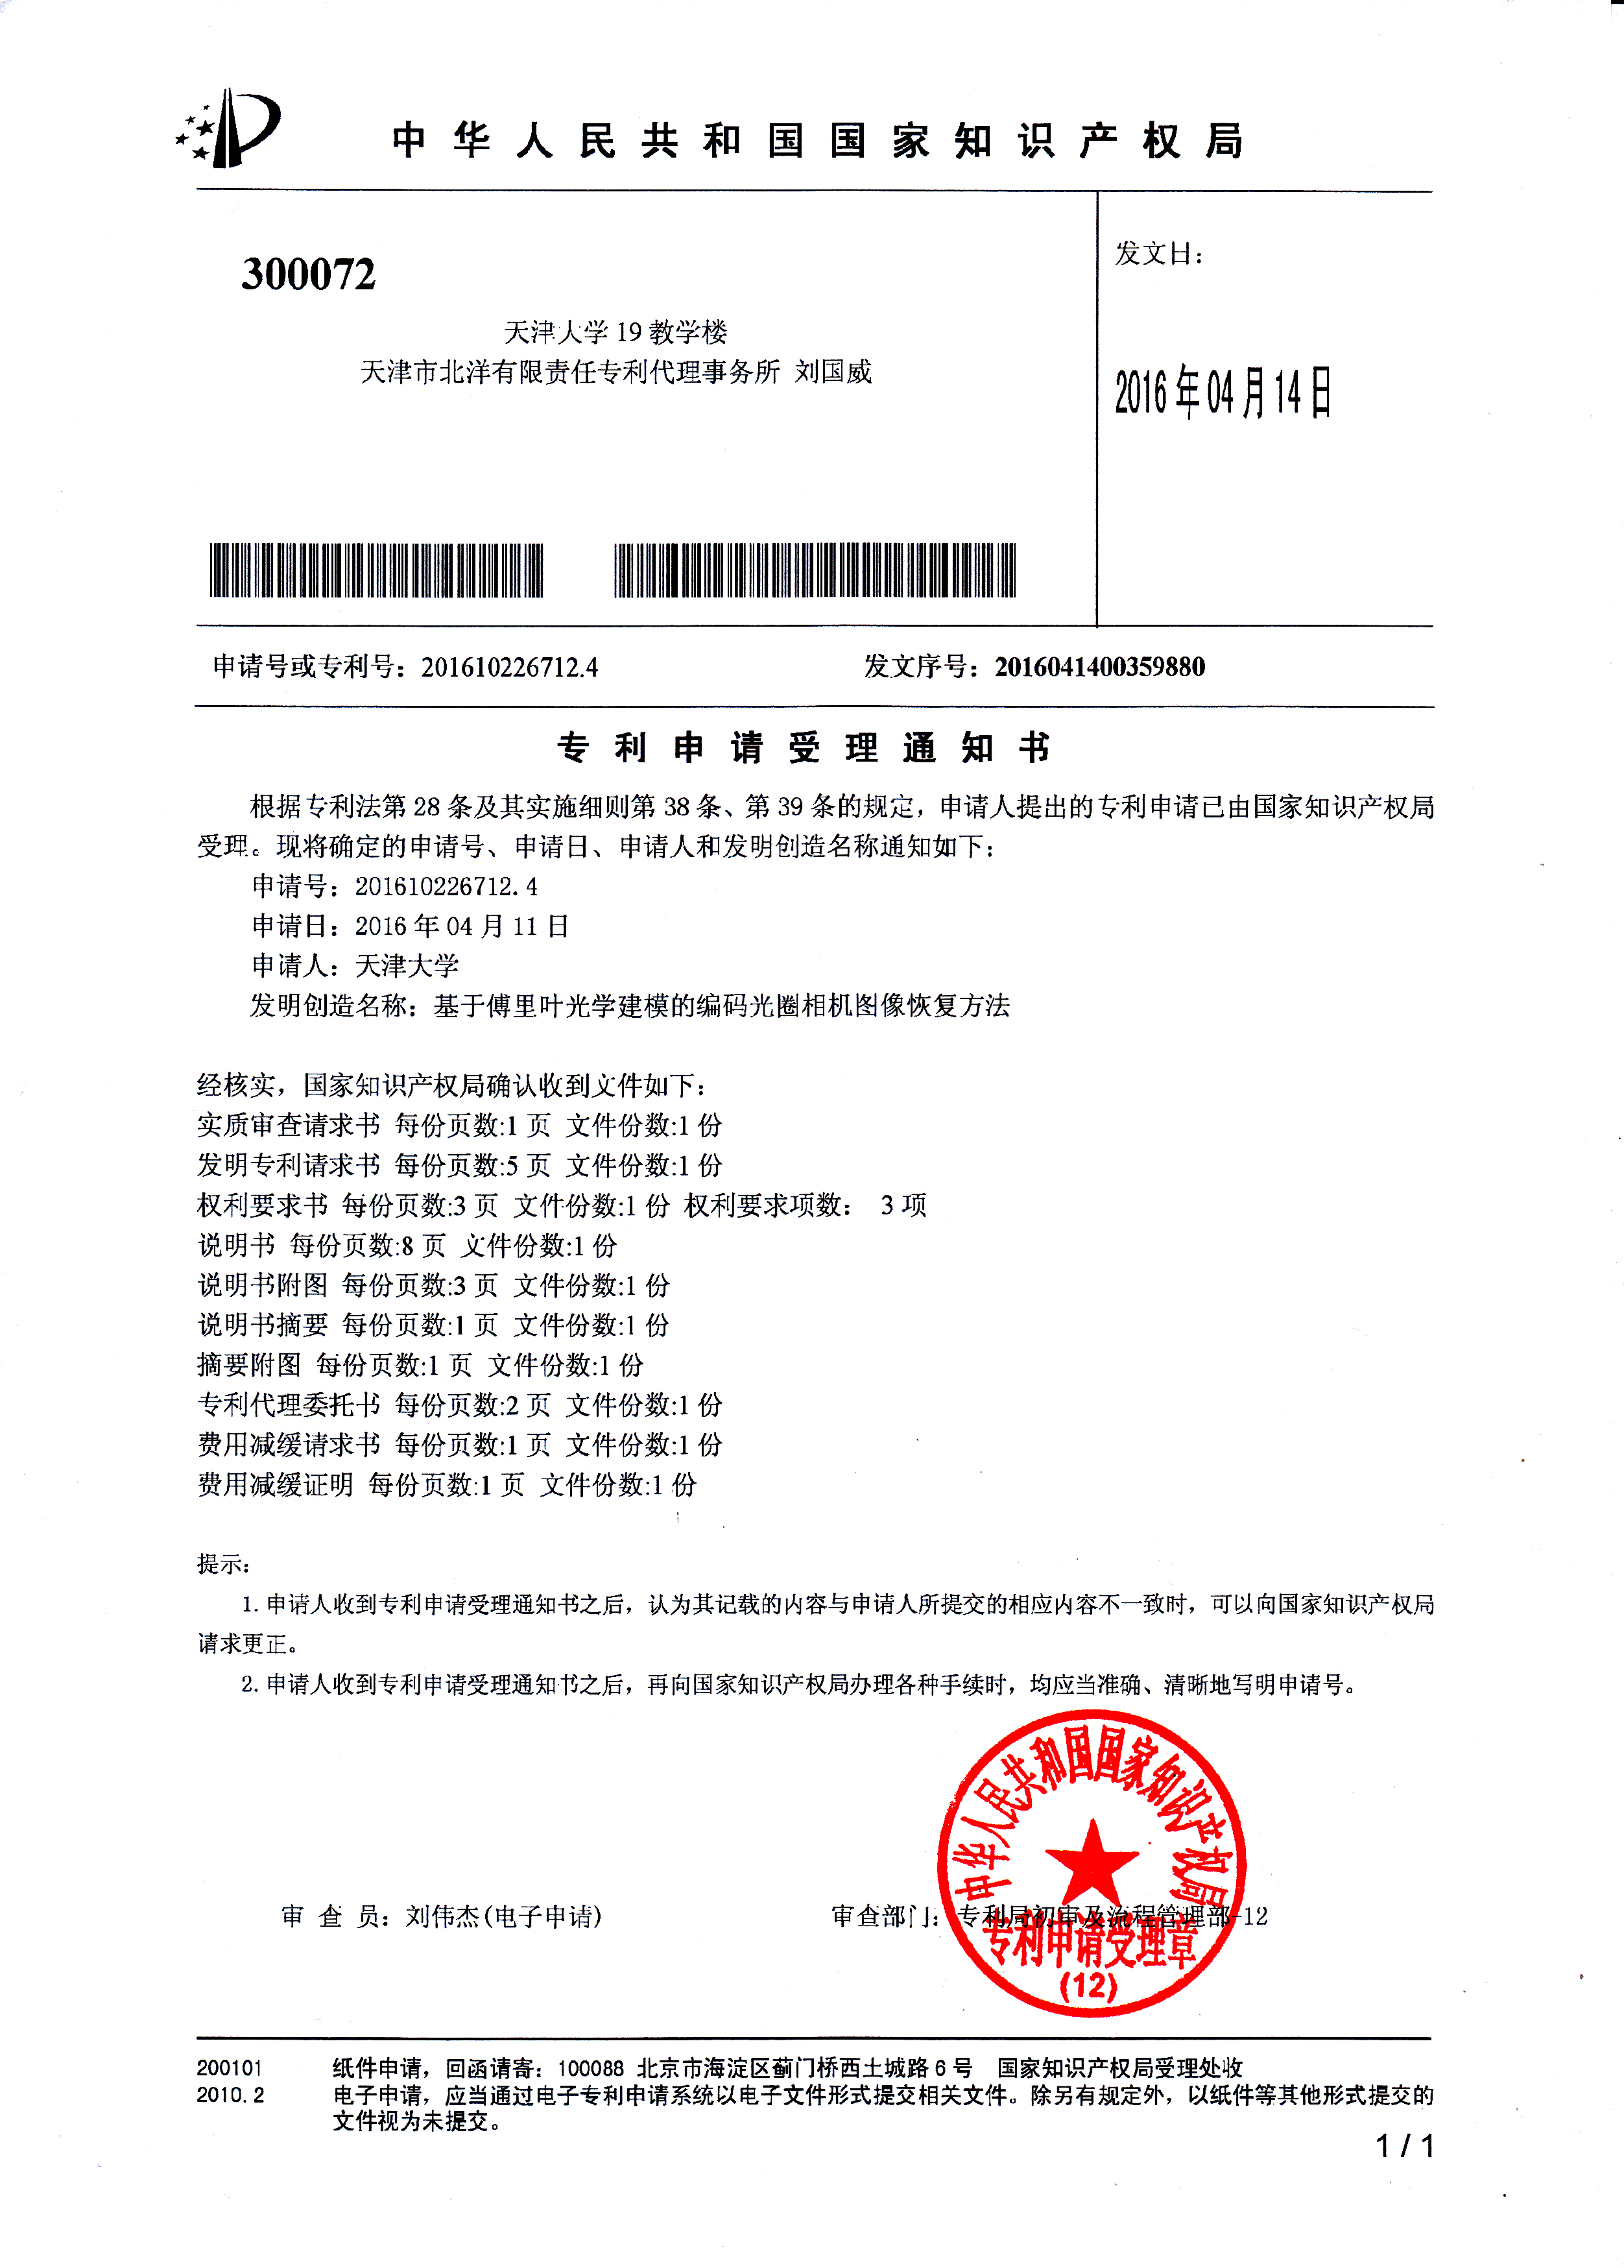 中华人民共和国国家知识产权局
300072
天津大学 19 教学楼
天津市北洋有限责任专利代理事务所 刘国威
发文日：
2016 年 04 月 14 日
申请号或专利号：201610226712.4 发文序号：2016041400359880
专利申请受理通知书
根据专利法第 28 条及其实施细则第 38 条、第 39 条的规定，申请人提出的专利申请已由国家知识产权局
受理。现将确定的申请号、申请日、申请人和发明创造名称通知如下：
申请号：201610226712.4
申请日：2016 年 04 月 11 日
申请人：天津大学
发明创造名称：基于傅里叶光学建模的编码光圈相机图像恢复方法
经核实，国家知识产权局确认收到文件如下：
实质审查请求书 每份页数:1 页 文件份数:1 份
发明专利请求书 每份页数:5 页 文件份数:1 份
权利要求书 每份页数:3 页 文件份数:1 份 权利要求项数： 3 项
说明书 每份页数:8 页 文件份数:1 份
说明书附图 每份页数:3 页 文件份数:1 份
说明书摘要 每份页数:1 页 文件份数:1 份
摘要附图 每份页数:1 页 文件份数:1 份
专利代理委托书 每份页数:2 页 文件份数:1 份
费用减缓请求书 每份页数:1 页 文件份数:1 份
费用减缓证明 每份页数:1 页 文件份数:1 份
提示：
1. 申请人收到专利申请受理通知书之后，认为其记载的内容与申请人所提交的相应内容不一致时，可以向国家知识产权局
请求更正。
2. 申请人收到专利申请受理通知书之后，再向国家知识产权局办理各种手续时，均应当准确、清晰地写明申请号。
中华人民共和国国家知识产权局
审 查 员：刘伟杰(电子申请) 审查部门：专利局初审及流程管理部-12
专利申请受理章
(12)
200101 纸件申请，回函请寄：100088 北京市海淀区蓟门桥西土城路 6 号 国家知识产权局受理处收
2010.2 电子申请，应当通过电子专利申请系统以电子文件形式提交相关文件。除另有规定外，以纸件等其他形式提交的
文件视为未提交。
1 / 1